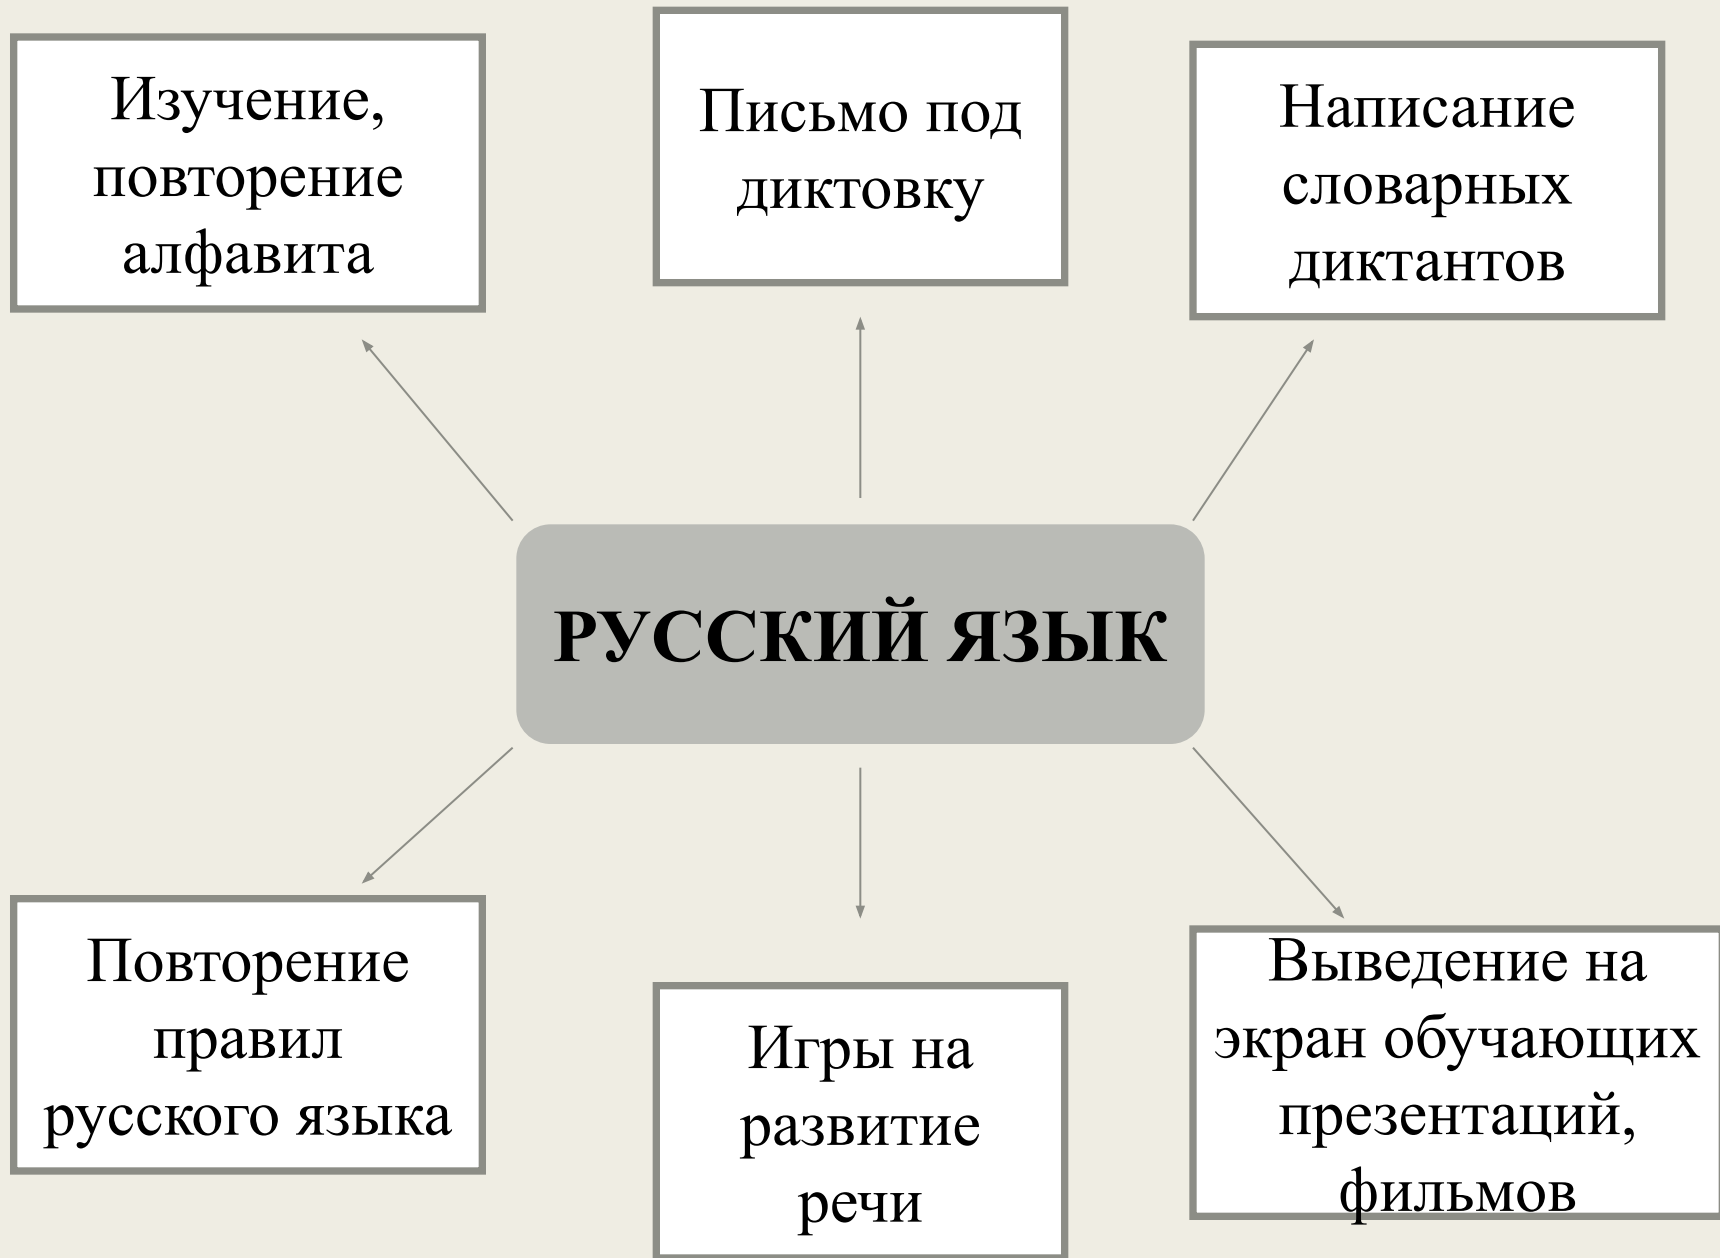 Изучение,
повторение
алфавита
Письмо под
диктовку
Написание
словарных
диктантов
РУССКИЙ ЯЗЫК
Повторение
правил
русского языка
Игры на
развитие
речи
Выведение на
экран обучающих
презентаций,
фильмов